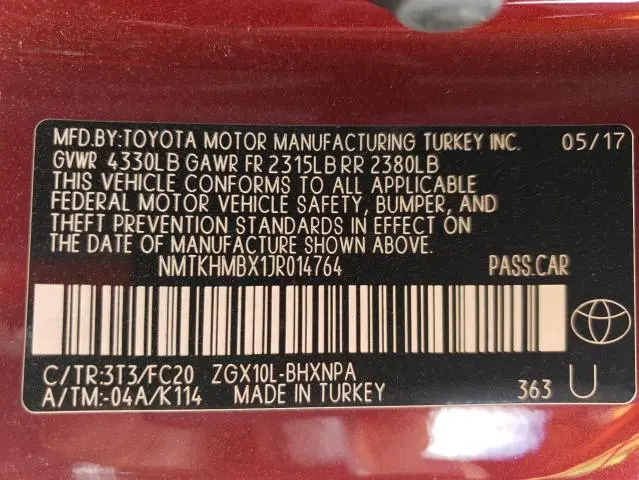 MFD.BY:TOYOTA MOTOR MANUFACTURING TURKEY INC. 05/17
GVWR 4330LB GAWR FR 2315LB RR 2380LB
THIS VEHICLE CONFORMS TO ALL APPLICABLE
FEDERAL MOTOR VEHICLE SAFETY, BUMPER, AND
THEFT PREVENTION STANDARDS IN EFFECT ON
THE DATE OF MANUFACTURE SHOWN ABOVE.
NMTKHMBX1JR014764 PASS.CAR
C/TR:3T3/FC20 ZGX10L-BHXNPA
A/TM:-04A/K114 MADE IN TURKEY 363 U